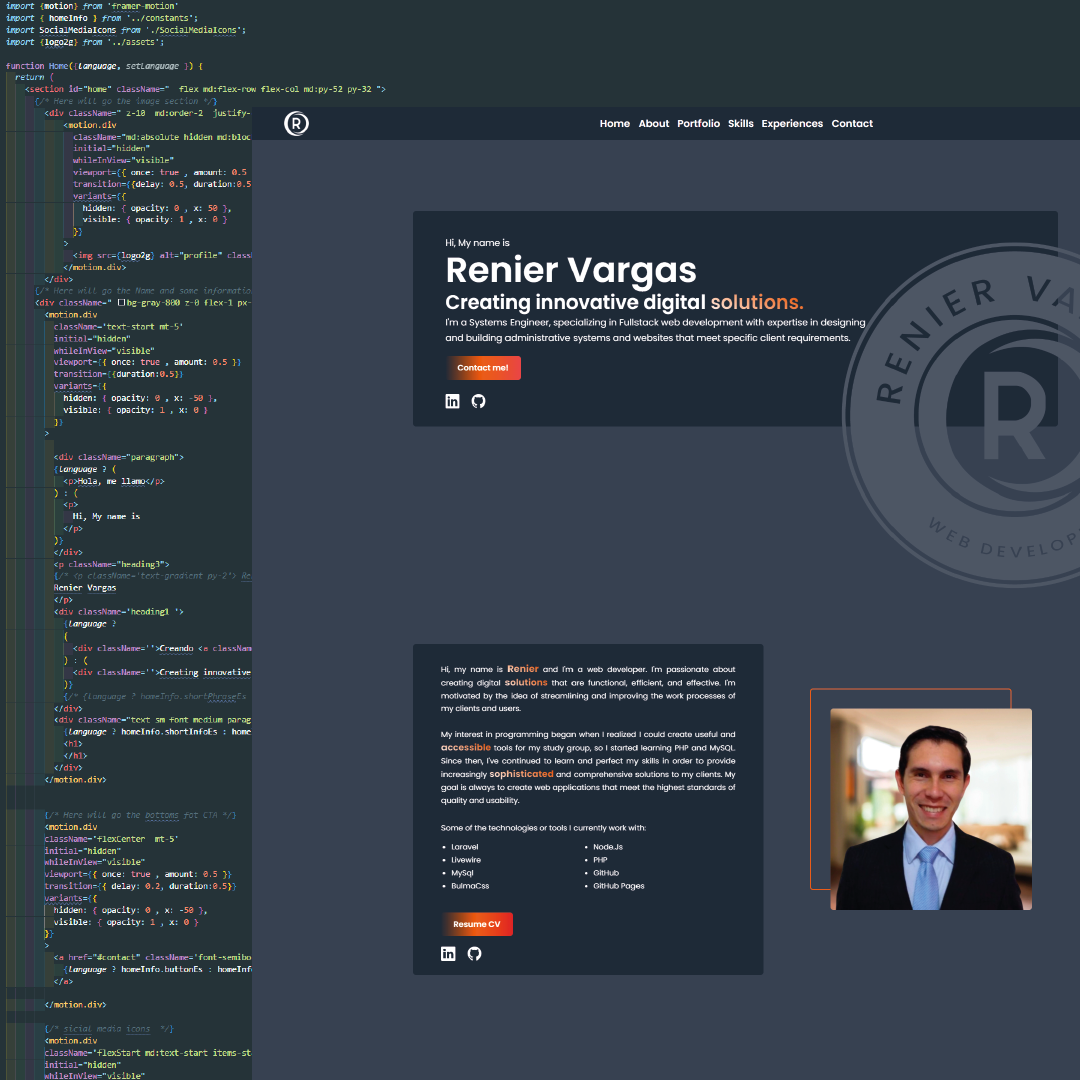 import {motion} from 'framer-motion'
import { homeInfo } from '../constants';
import SocialMediaIcons from './SocialMediaIcons';
import {logo2g} from '../assets';
function Home({language, setLanguage }) {
return (
<section id="home" className="  flex md:flex-row flex-col md:py-52 py-32 ">
{/* Here will go the image section */}
<div className=" z-10  md:order-2  justify-
<motion.div
className="md:absolute hidden md:bloc
initial="hidden"
whileInView="visible"
viewport={{ once: true , amount: 0.5
transition={{delay: 0.5, duration:0.5
variants={{
hidden: { opacity: 0 , x: 50 },
visible: { opacity: 1 , x: 0 }
}}
>
<img src={logo2g} alt="profile" class
</motion.div>
</div>
{/* Here will go the Name and some informatio
<div className=" bg-gray-800 z-0 flex-1 px-
<motion.div
className='text-start mt-5'
initial="hidden"
whileInView="visible"
viewport={{ once: true , amount: 0.5 }}
transition={{duration:0.5}}
variants={{
hidden: { opacity: 0 , x: -50 },
visible: { opacity: 1 , x: 0 }
}}
>
<div className="paragraph">
{language ? (
<p>Hola, me llamo</p>
) : (
<p>
Hi, My name is
</p>
)}
</div>
<p className="heading3">
{/* <p className='text-gradient py-2'> Re
Renier Vargas
</p>
<div className='heading1 '>
{language ?
(
<div className=''>Creando <a classNam
) : (
<div className=''>Creating innovative
)}
{/* {language ? homeInfo.shortPhraseEs
</div>
<div className="text sm font medium parag
{language ? homeInfo.shortInfoEs : home
<h1>
</h1>
</div>
</motion.div>
{/* Here will go the bottoms fot CTA */}
<motion.div
className='flexCenter  mt-5'
initial="hidden"
whileInView="visible"
viewport={{ once: true , amount: 0.5 }}
transition={{ delay: 0.2, duration:0.5}}
variants={{
hidden: { opacity: 0 , x: -50 },
visible: { opacity: 1 , x: 0 }
}}
>
<a href="#contact" className='font-semibo
{language ? homeInfo.buttonEs : homeInf
</a>
</motion.div>
{/* sicial media icons  */}
<motion.div
className='flexStart md:text-start items-st
initial="hidden"
whileInView="visible"
R
Home About Portfolio Skills Experiences Contact
Hi, My name is
Renier Vargas
Creating innovative digital solutions.
I'm a Systems Engineer, specializing in Fullstack web development with expertise in designing
and building administrative systems and websites that meet specific client requirements.
Contact me!
RENIER VA
R
WEB DEVELOP
Hi, my name is Renier and I'm a web developer. I'm passionate about
creating digital solutions that are functional, efficient, and effective. I'm
motivated by the idea of streamlining and improving the work processes of
my clients and users.
My interest in programming began when I realized I could create useful and
accessible tools for my study group, so I started learning PHP and MySQL.
Since then, I've continued to learn and perfect my skills in order to provide
increasingly sophisticated and comprehensive solutions to my clients. My
goal is always to create web applications that meet the highest standards of
quality and usability.
Some of the technologies or tools I currently work with:
• Laravel
• Livewire
• MySql
• BulmaCss
• NodeJs
• PHP
• GitHub
• GitHub Pages
Resume CV